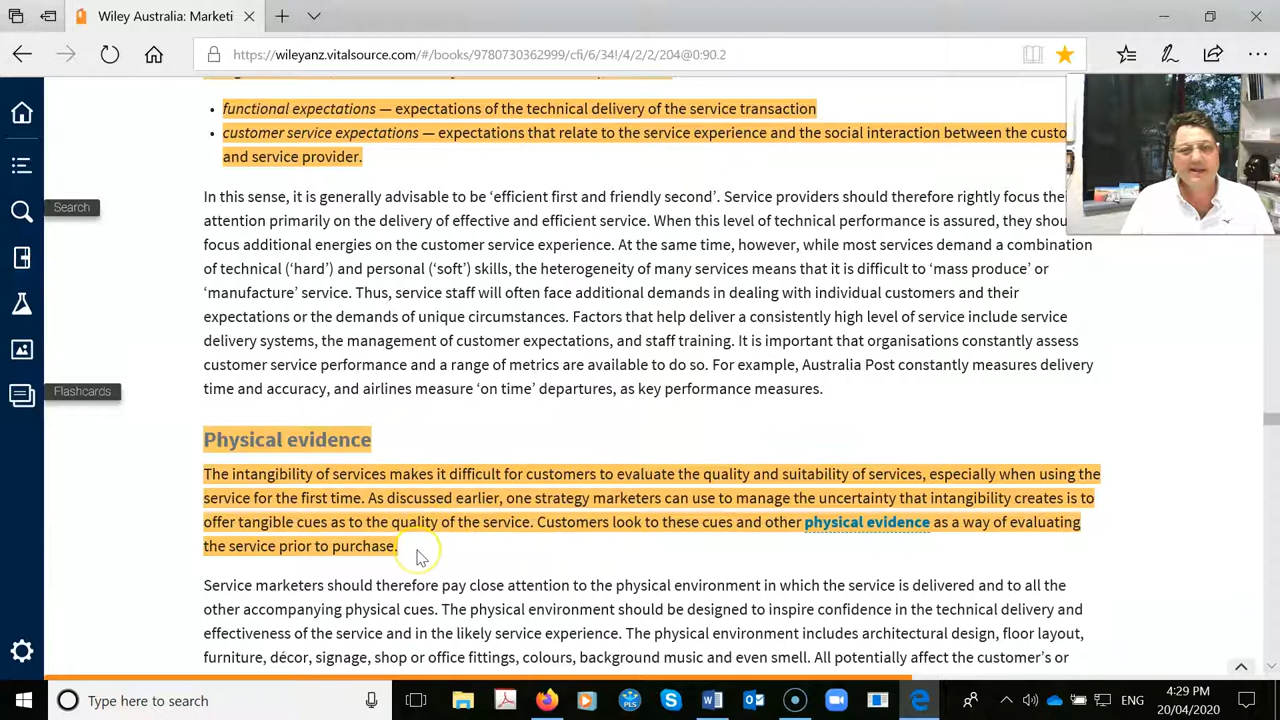 Wiley Australia: Marketi
https://wileyanz.vitalsource.com/#/books/9780730362999/cfi/6/34!/4/2/2/204@0:90.2
• functional expectations — expectations of the technical delivery of the service transaction
• customer service expectations — expectations that relate to the service experience and the social interaction between the custo
and service provider.
In this sense, it is generally advisable to be ‘efficient first and friendly second’. Service providers should therefore rightly focus thei
Search
attention primarily on the delivery of effective and efficient service. When this level of technical performance is assured, they shou
focus additional energies on the customer service experience. At the same time, however, while most services demand a combination
of technical (‘hard’) and personal (‘soft’) skills, the heterogeneity of many services means that it is difficult to ‘mass produce’ or
‘manufacture’ service. Thus, service staff will often face additional demands in dealing with individual customers and their
expectations or the demands of unique circumstances. Factors that help deliver a consistently high level of service include service
delivery systems, the management of customer expectations, and staff training. It is important that organisations constantly assess
customer service performance and a range of metrics are available to do so. For example, Australia Post constantly measures delivery
time and accuracy, and airlines measure ‘on time’ departures, as key performance measures.
Flashcards
Physical evidence
The intangibility of services makes it difficult for customers to evaluate the quality and suitability of services, especially when using the
service for the first time. As discussed earlier, one strategy marketers can use to manage the uncertainty that intangibility creates is to
offer tangible cues as to the quality of the service. Customers look to these cues and other physical evidence as a way of evaluating
the service prior to purchase.
Service marketers should therefore pay close attention to the physical environment in which the service is delivered and to all the
other accompanying physical cues. The physical environment should be designed to inspire confidence in the technical delivery and
effectiveness of the service and in the likely service experience. The physical environment includes architectural design, floor layout,
furniture, décor, signage, shop or office fittings, colours, background music and even smell. All potentially affect the customer’s or
Type here to search
PLS
ENG
4:29 PM
20/04/2020